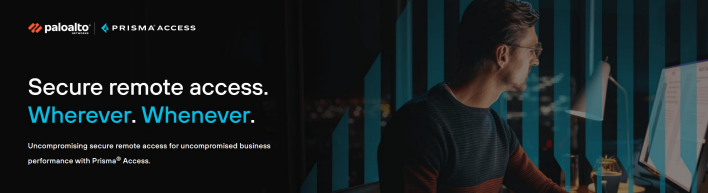 paloalto NETWORKS | PRISMA ACCESS
Secure remote access.
Wherever. Whenever.
Uncompromising secure remote access for uncompromised business
performance with Prisma® Access.